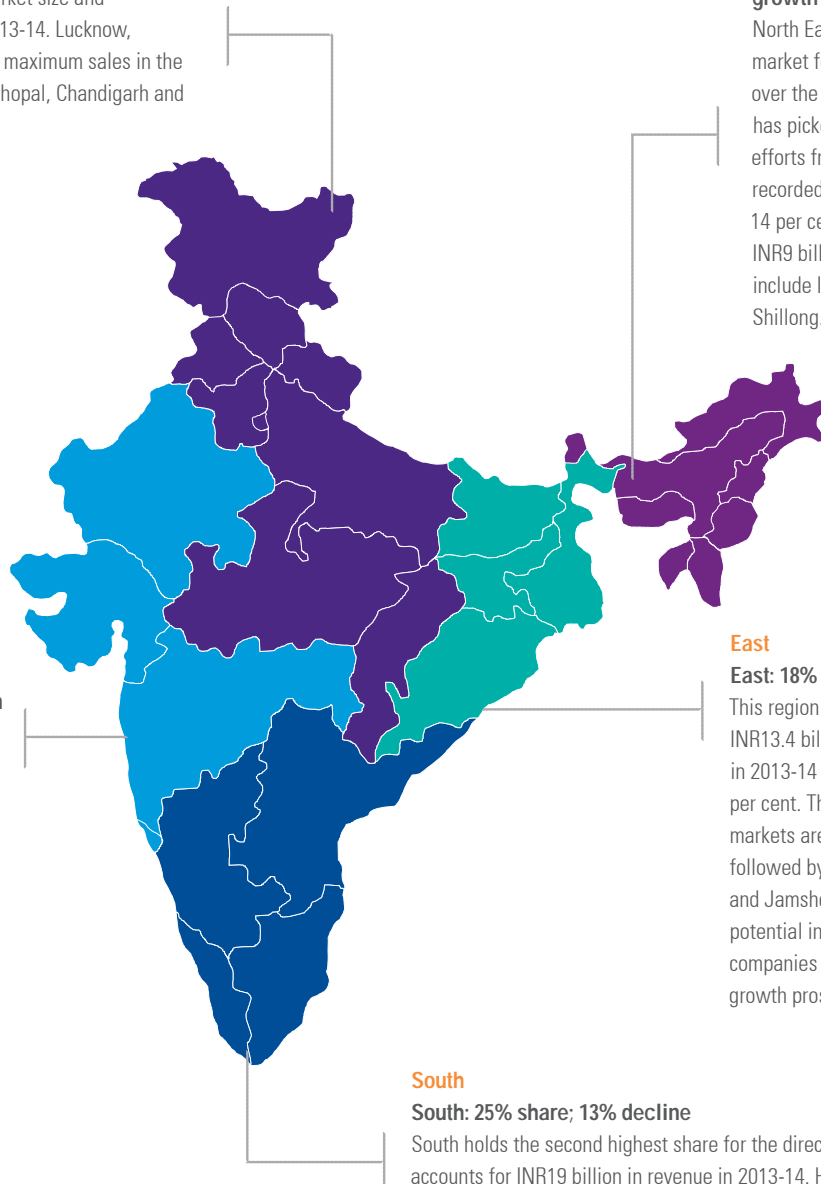 13-14. Lucknow,
maximum sales in the
hopal, Chandigarh and
growth
North Ea
market f
over the
has pick
efforts f
recorded
14 per ce
INR9 bill
include
Shillong
East
East: 18%
This region
INR13.4 bil
in 2013-14
per cent. Th
markets are
followed by
and Jamshe
potential in
companies
growth pros
South
South: 25% share; 13% decline
South holds the second highest share for the direc
accounts for INR19 billion in revenue in 2013-14. H